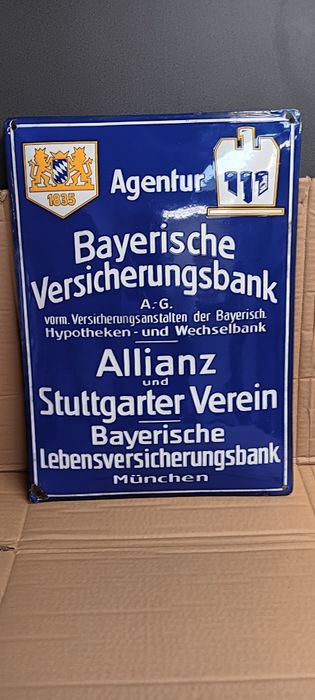 1835
Agentur
Bayerische
Versicherungsbank
A.-G.
vorm. Versicherungsanstalten der Bayerisch.
Hypotheken- und Wechselbank
Allianz
und
Stuttgarter Verein
Bayerische
Lebensversicherungsbank
München